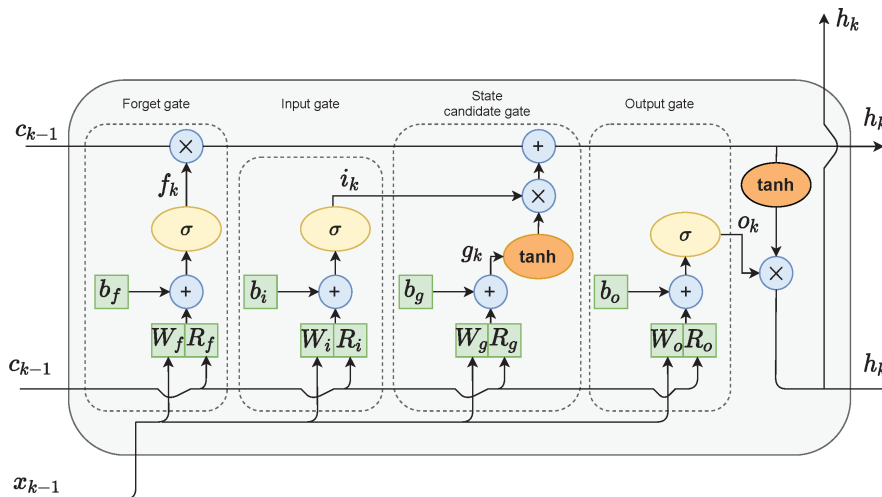 h_k
Forget gate
Input gate
State
candidate gate
Output gate
c_{k-1}
h_k
×
+
f_k
i_k
×
tanh
σ
σ
g_k
tanh
σ
o_k
×
b_f
+
b_i
+
b_g
+
b_o
+
W_f R_f
W_i R_i
W_g R_g
W_o R_o
c_{k-1}
h_k
x_{k-1}